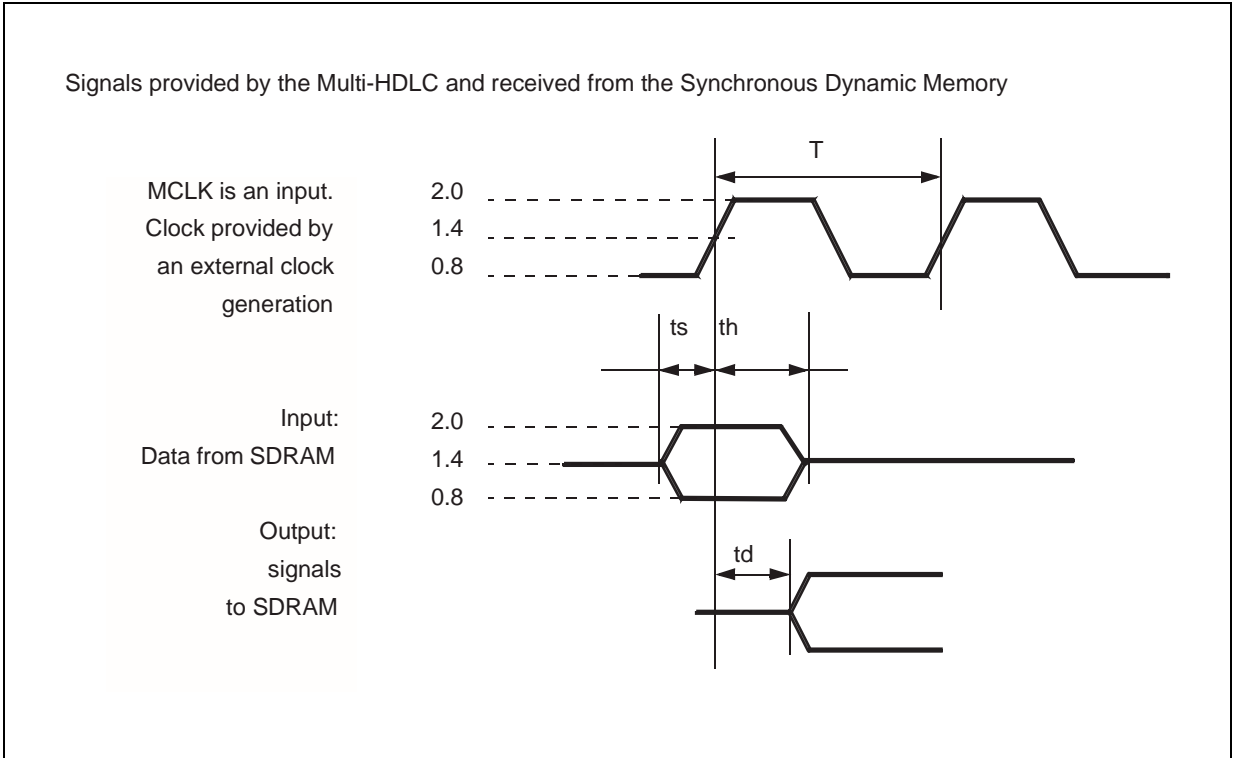 Signals provided by the Multi-HDLC and received from the Synchronous Dynamic Memory
T
MCLK is an input.
Clock provided by
an external clock
generation
2.0
1.4
0.8
ts
th
Input:
Data from SDRAM
2.0
1.4
0.8
Output:
signals
to SDRAM
td